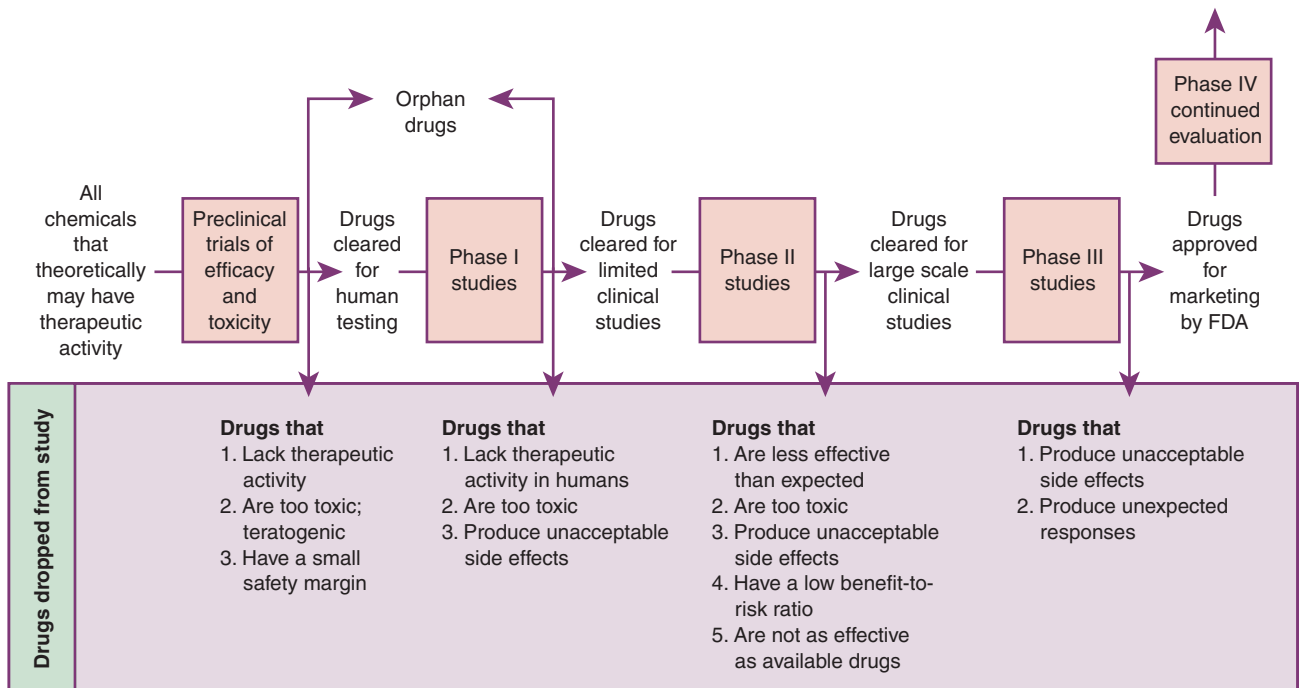 Phase IV
continued
evaluation
Orphan
drugs
All
chemicals
that
theoretically
may have
therapeutic
activity
Preclinical
trials of
efficacy
and
toxicity
Drugs
cleared
for
human
testing
Phase I
studies
Drugs
cleared for
limited
clinical
studies
Phase II
studies
Drugs
cleared for
large scale
clinical
studies
Phase III
studies
Drugs
approved
for
marketing
by FDA
Drugs dropped from study
Drugs that
1. Lack therapeutic
activity
2. Are too toxic;
teratogenic
3. Have a small
safety margin
Drugs that
1. Lack therapeutic
activity in humans
2. Are too toxic
3. Produce unacceptable
side effects
Drugs that
1. Are less effective
than expected
2. Are too toxic
3. Produce unacceptable
side effects
4. Have a low benefit-to-
risk ratio
5. Are not as effective
as available drugs
Drugs that
1. Produce unacceptable
side effects
2. Produce unexpected
responses